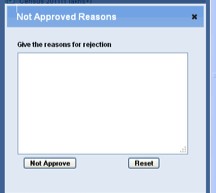 Not Approved Reasons
Give the reasons for rejection
Not Approve
Reset